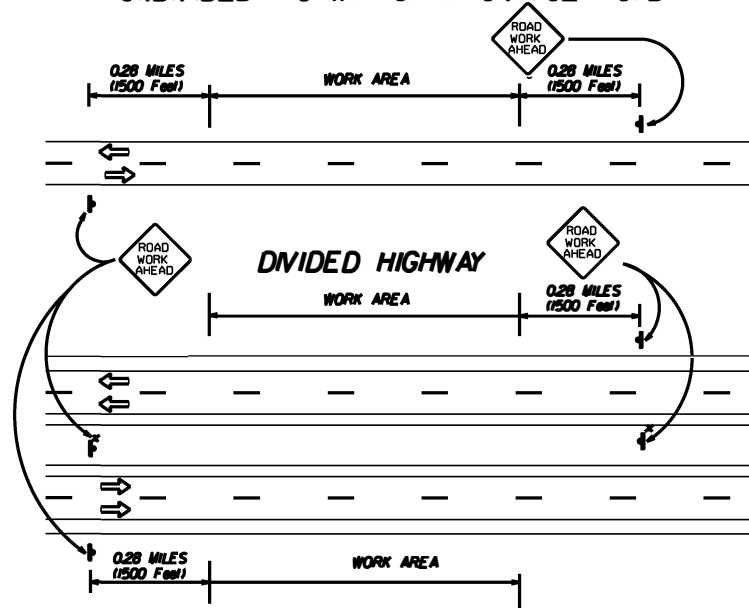 ROAD
WORK
AHEAD
0.28 MILES
(1500 Feet)
WORK AREA
0.28 MILES
(1500 Feet)
ROAD
WORK
AHEAD
DIVIDED HIGHWAY
ROAD
WORK
AHEAD
WORK AREA
0.28 MILES
(1500 Feet)
0.28 MILES
(1500 Feet)
WORK AREA